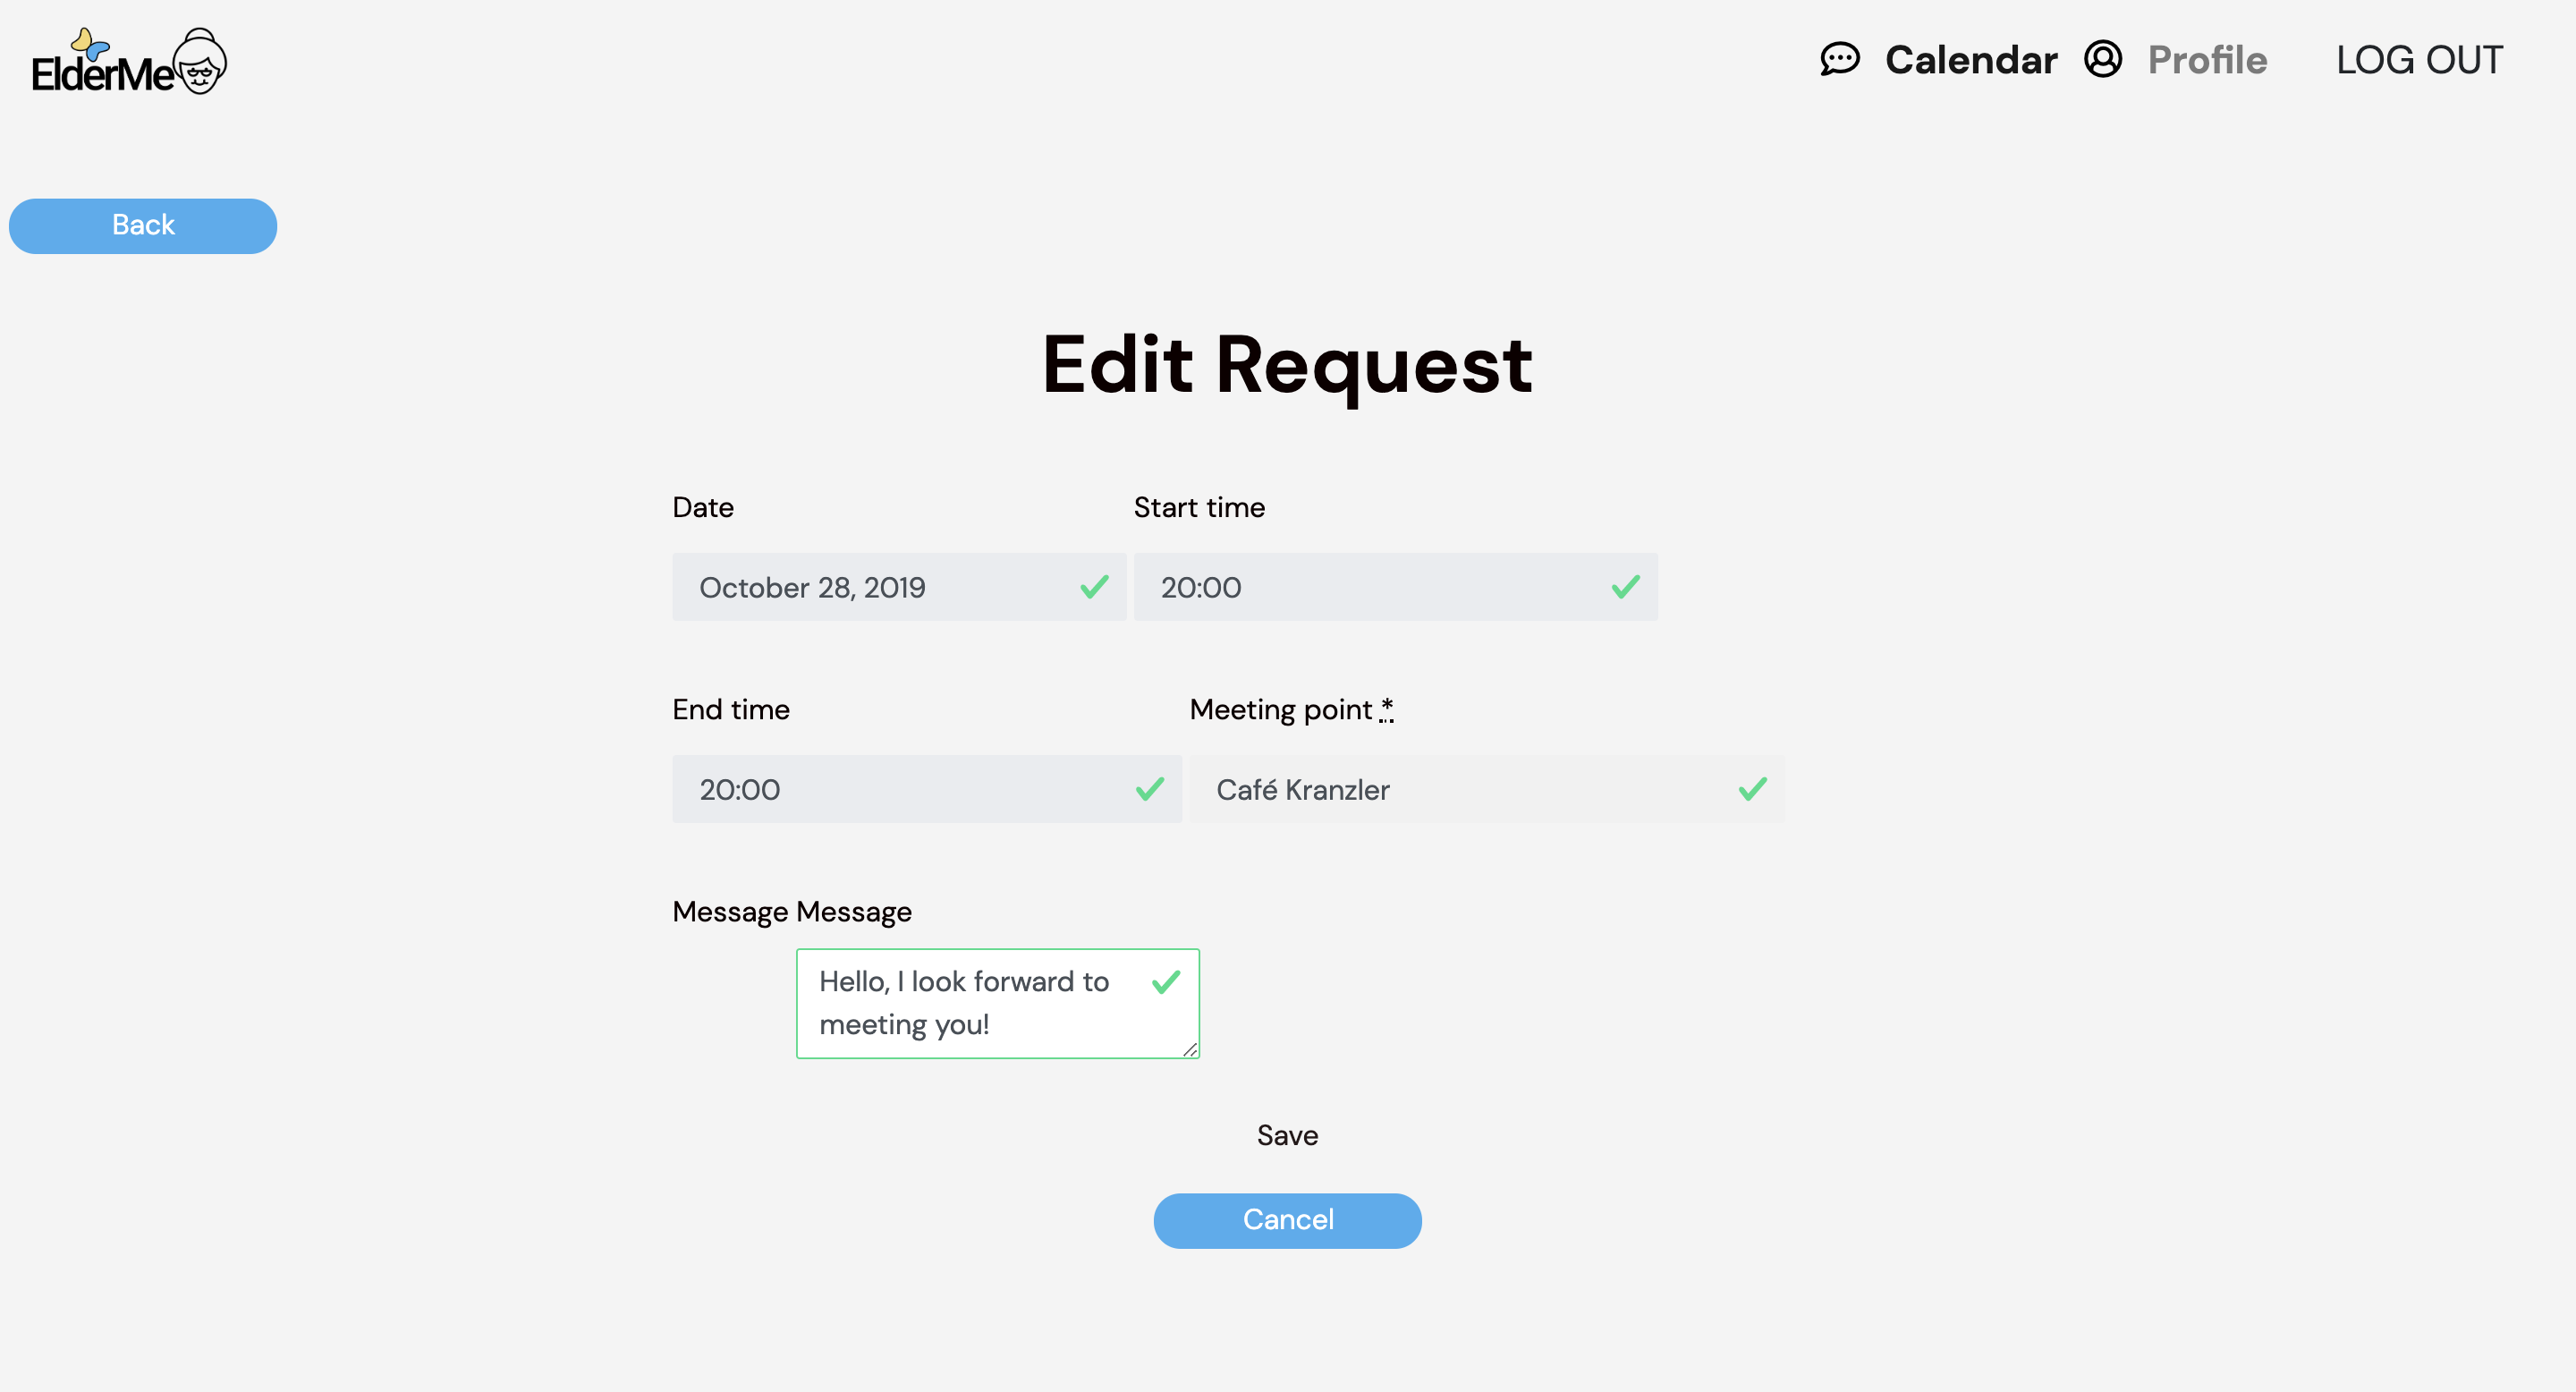 ElderMe
Calendar Profile LOG OUT
Back
Edit Request
Date Start time
October 28, 2019 20:00
End time Meeting point *
20:00 Café Kranzler
Message Message
Hello, I look forward to
meeting you!
Save
Cancel